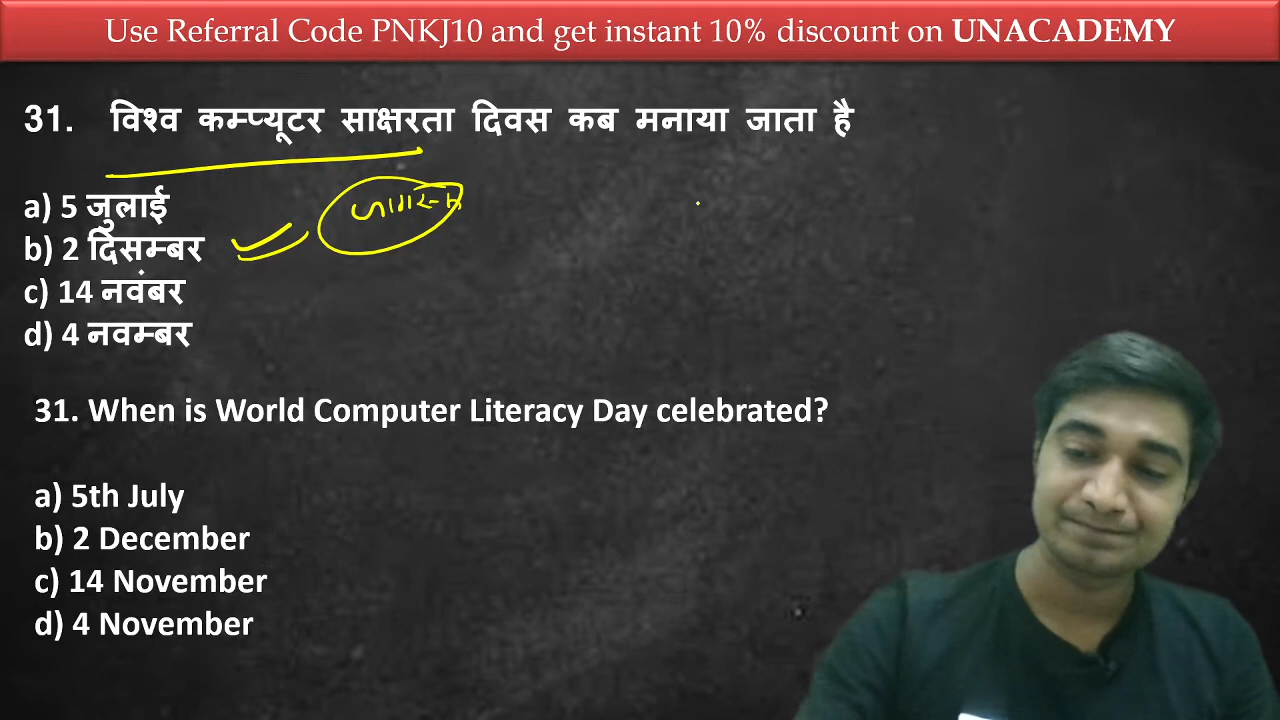 Use Referral Code PNKJ10 and get instant 10% discount on UNACADEMY
31. विश्व कम्प्यूटर साक्षरता दिवस कब मनाया जाता है
a) 5 जुलाई
b) 2 दिसम्बर
c) 14 नवंबर
d) 4 नवम्बर
31. When is World Computer Literacy Day celebrated?
a) 5th July
b) 2 December
c) 14 November
d) 4 November